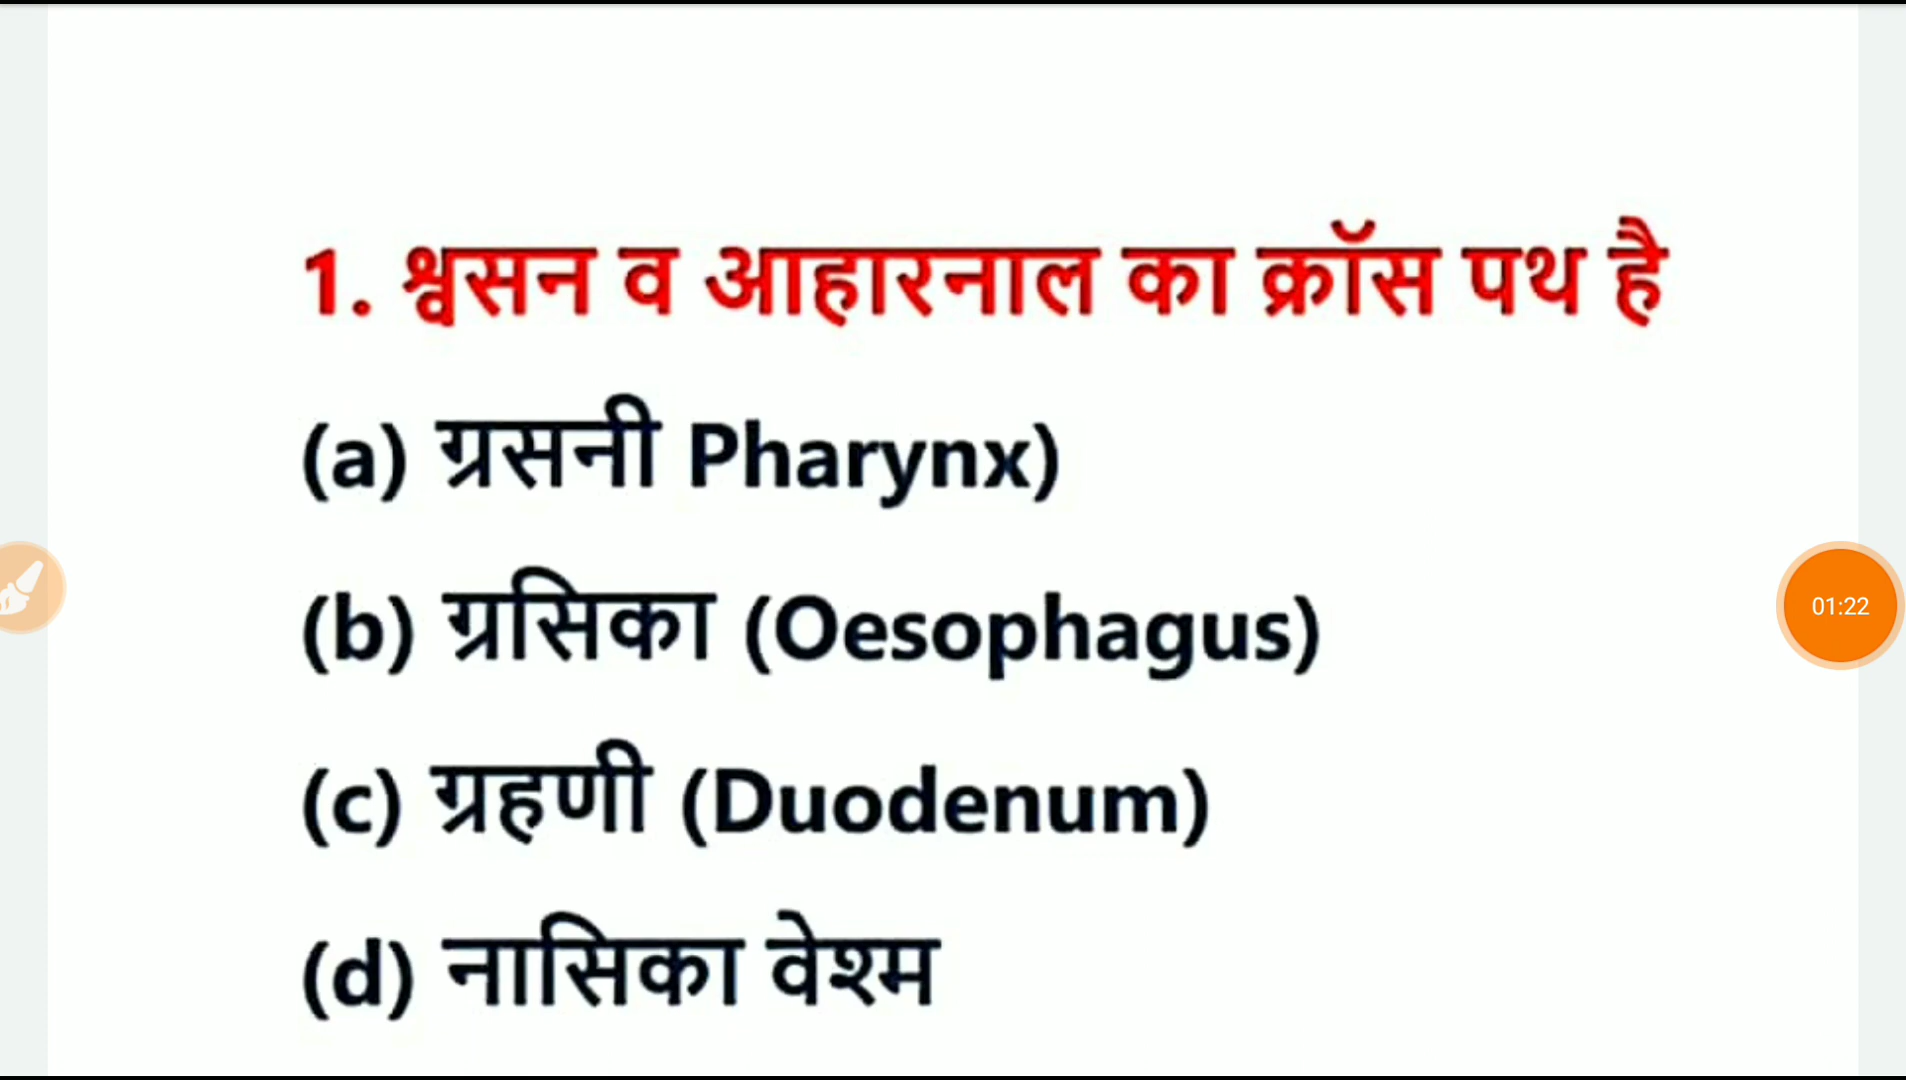 1. श्वसन व आहारनाल का क्रॉस पथ है
(a) ग्रसनी Pharynx)
(b) ग्रसिका (Oesophagus)
01:22
(c) ग्रहणी (Duodenum)
(d) नासिका वेश्म